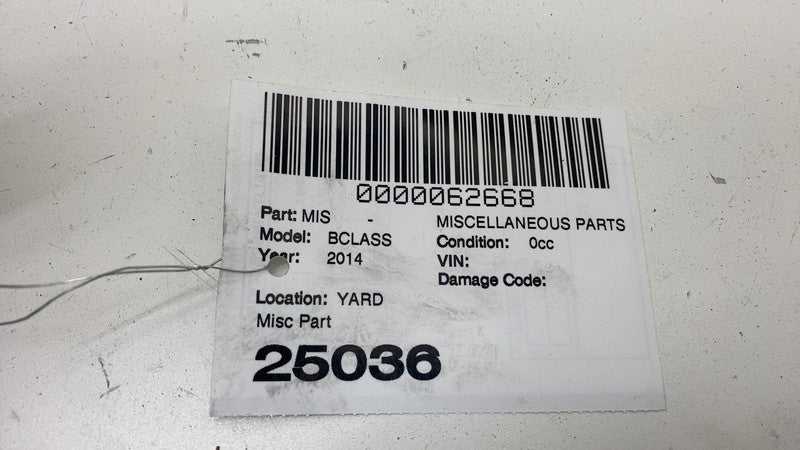 0000062668
Part: MIS - MISCELLANEOUS PARTS
Model: BCLASS Condition: 0cc
Year: 2014 VIN:
Damage Code:
Location: YARD
Misc Part
25036